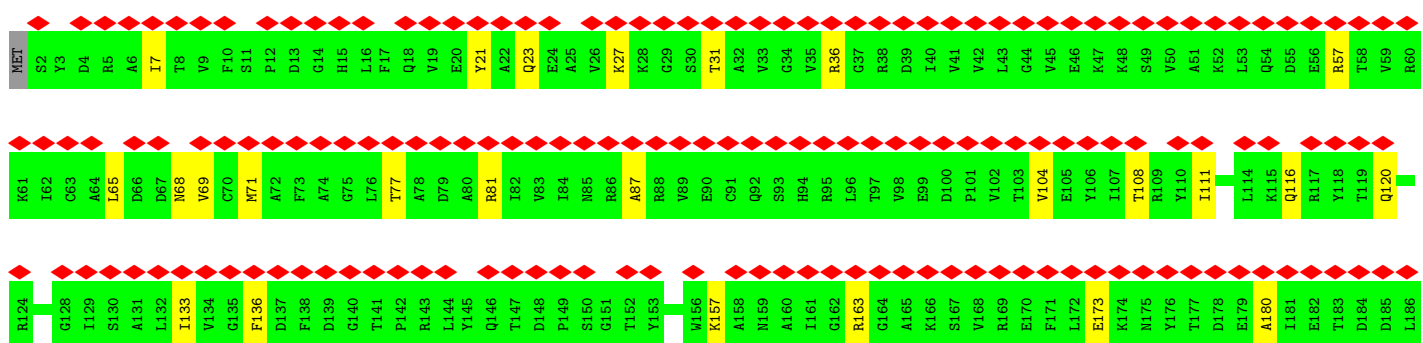 MET S2 Y3 D4 R5 A6 I7 T8 V9 F10 S11 P12 D13 G14 H15 L16 F17 Q18 V19 E20 Y21 A22 Q23 E24 A25 V26 K27 K28 G29 S30 T31 A32 V33 G34 V35 R36 G37 R38 D39 I40 V41 V42 L43 G44 V45 E46 K47 K48 S49 V50 A51 K52 L53 Q54 D55 E56 R57 T58 V59 R60
K61 I62 C63 A64 L65 D66 D67 N68 V69 C70 M71 A72 F73 A74 G75 L76 T77 A78 D79 A80 R81 I82 V83 I84 N85 R86 A87 R88 V89 E90 C91 Q92 S93 H94 R95 L96 T97 V98 E99 D100 P101 V102 T103 V104 E105 Y106 I107 T108 R109 Y110 I111 L114 K115 Q116 R117 Y118 T119 Q120
R124 G128 I129 S130 A131 L132 I133 V134 G135 F136 D137 F138 D139 G140 T141 P142 R143 L144 Y145 Q146 T147 D148 P149 S150 G151 T152 Y153 W156 K157 A158 N159 A160 I161 G162 R163 G164 A165 K166 S167 V168 R169 E170 F171 L172 E173 K174 N175 Y176 T177 D178 E179 A180 I181 E182 T183 D184 D185 L186